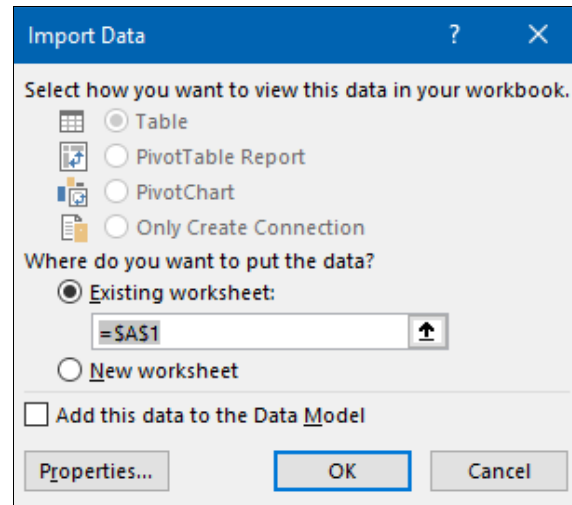 Import Data ?
Select how you want to view this data in your workbook.
Table
PivotTable Report
PivotChart
Only Create Connection
Where do you want to put the data?
Existing worksheet:
=$A$1
New worksheet
Add this data to the Data Model
Properties... OK Cancel